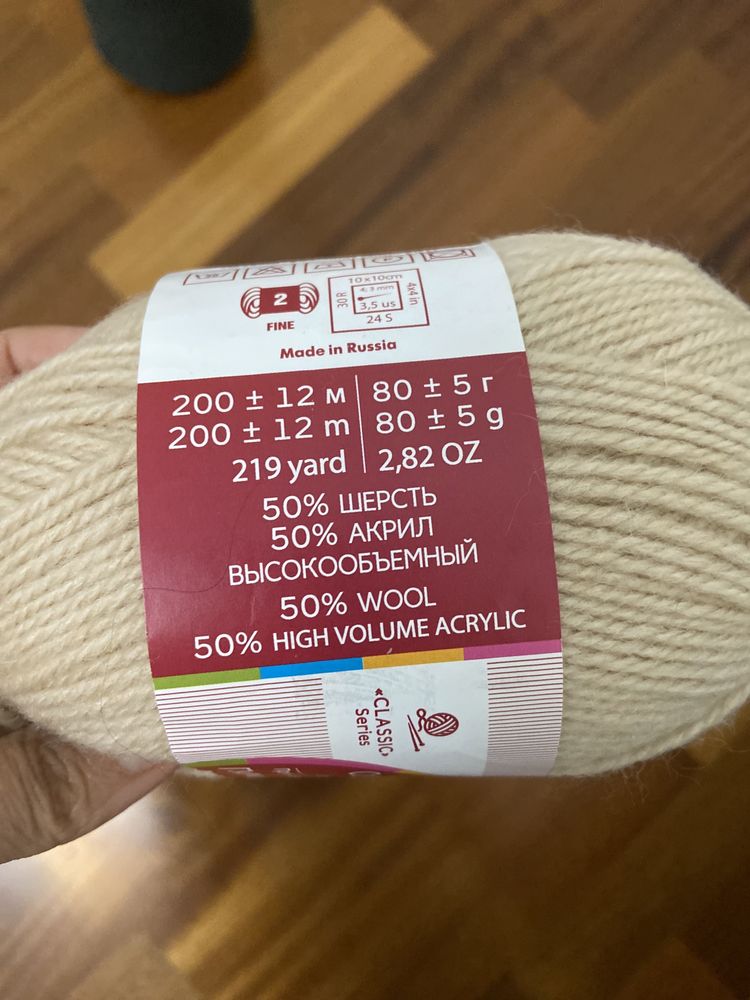 2
FINE
10x10cm
30 R
3 mm
3,5 us
4x4 in
24 S
Made in Russia
200 ± 12 м
80 ± 5 г
200 ± 12 m
80 ± 5 g
219 yard
2,82 OZ
50% ШЕРСТЬ
50% АКРИЛ
ВЫСОКООБЪЕМНЫЙ
50% WOOL
50% HIGH VOLUME ACRYLIC
«CLASSIC»
Series